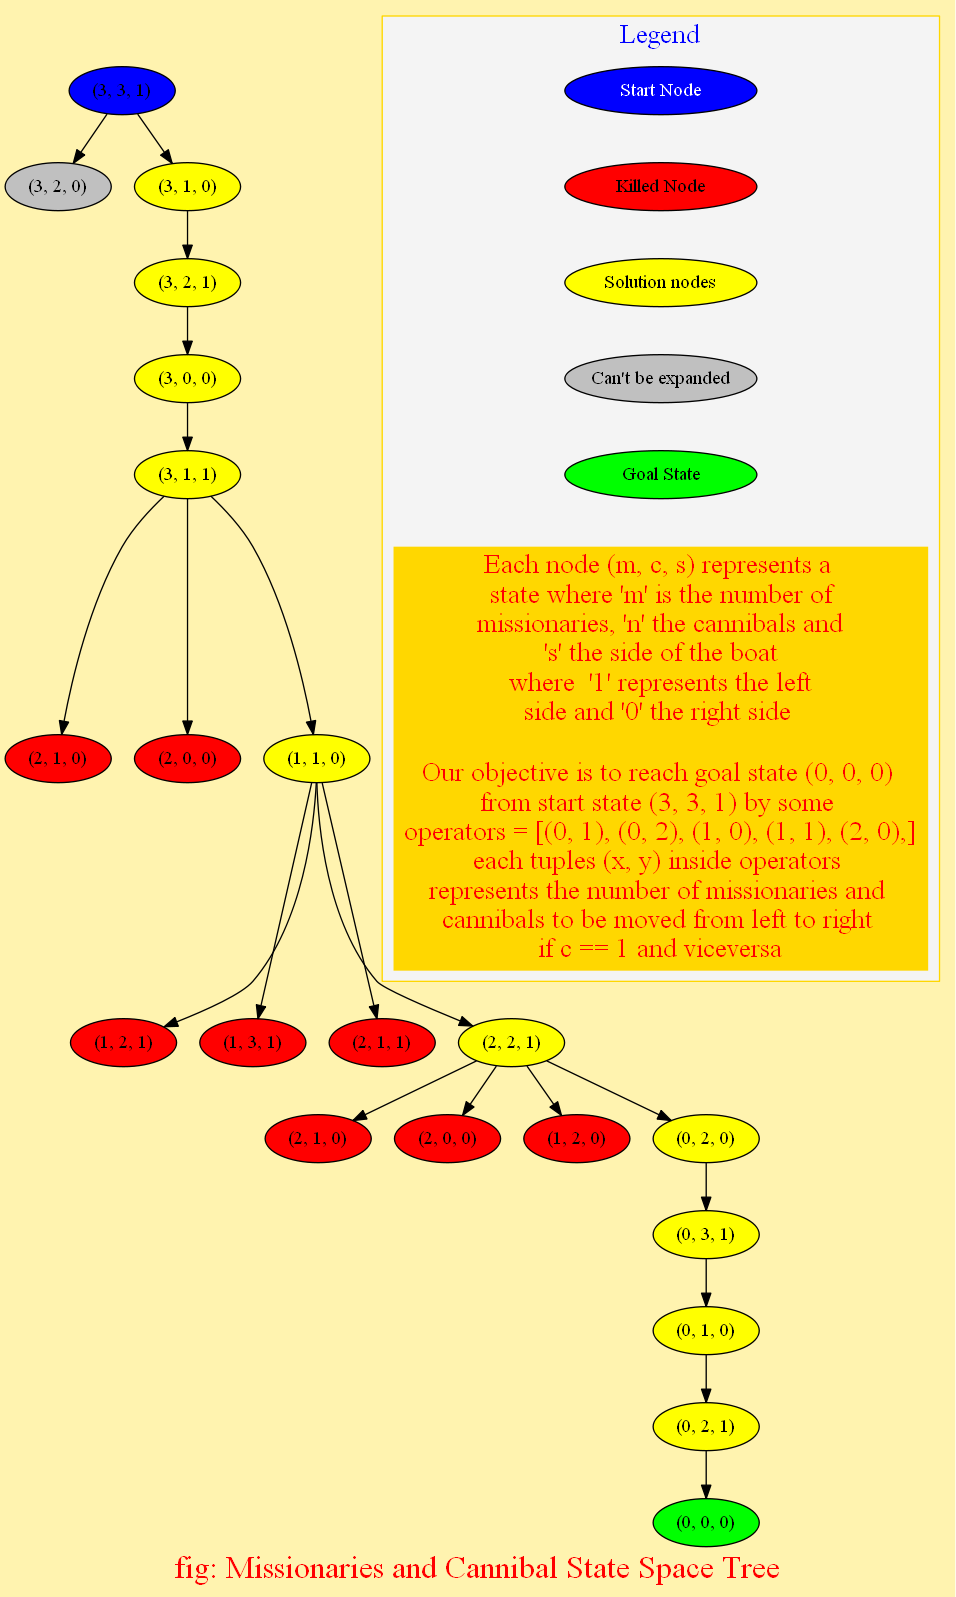 Legend
(3, 3, 1)
Start Node
(3, 2, 0)
(3, 1, 0)
Killed Node
(3, 2, 1)
Solution nodes
(3, 0, 0)
Can't be expanded
(3, 1, 1)
Goal State
Each node (m, c, s) represents a
state where 'm' is the number of
missionaries, 'n' the cannibals and
's' the side of the boat
where '1' represents the left
side and '0' the right side
Our objective is to reach goal state (0, 0, 0)
from start state (3, 3, 1) by some
operators = [(0, 1), (0, 2), (1, 0), (1, 1), (2, 0),]
each tuples (x, y) inside operators
represents the number of missionaries and
cannibals to be moved from left to right
if c == 1 and viceversa
(2, 1, 0)
(2, 0, 0)
(1, 1, 0)
(1, 2, 1)
(1, 3, 1)
(2, 1, 1)
(2, 2, 1)
(2, 1, 0)
(2, 0, 0)
(1, 2, 0)
(0, 2, 0)
(0, 3, 1)
(0, 1, 0)
(0, 2, 1)
(0, 0, 0)
fig: Missionaries and Cannibal State Space Tree